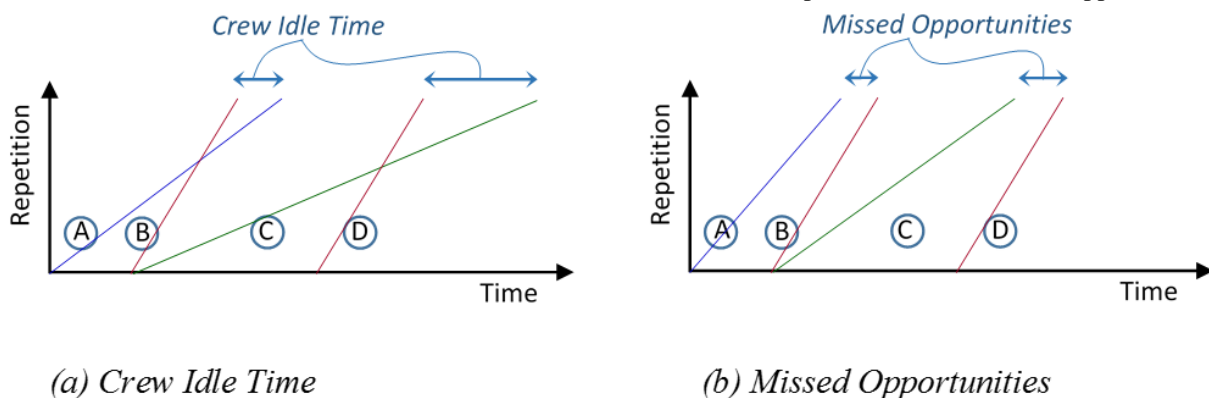 Crew Idle Time
Repetition
A
B
C
D
Time
(a) Crew Idle Time
Missed Opportunities
Repetition
A
B
C
D
Time
(b) Missed Opportunities